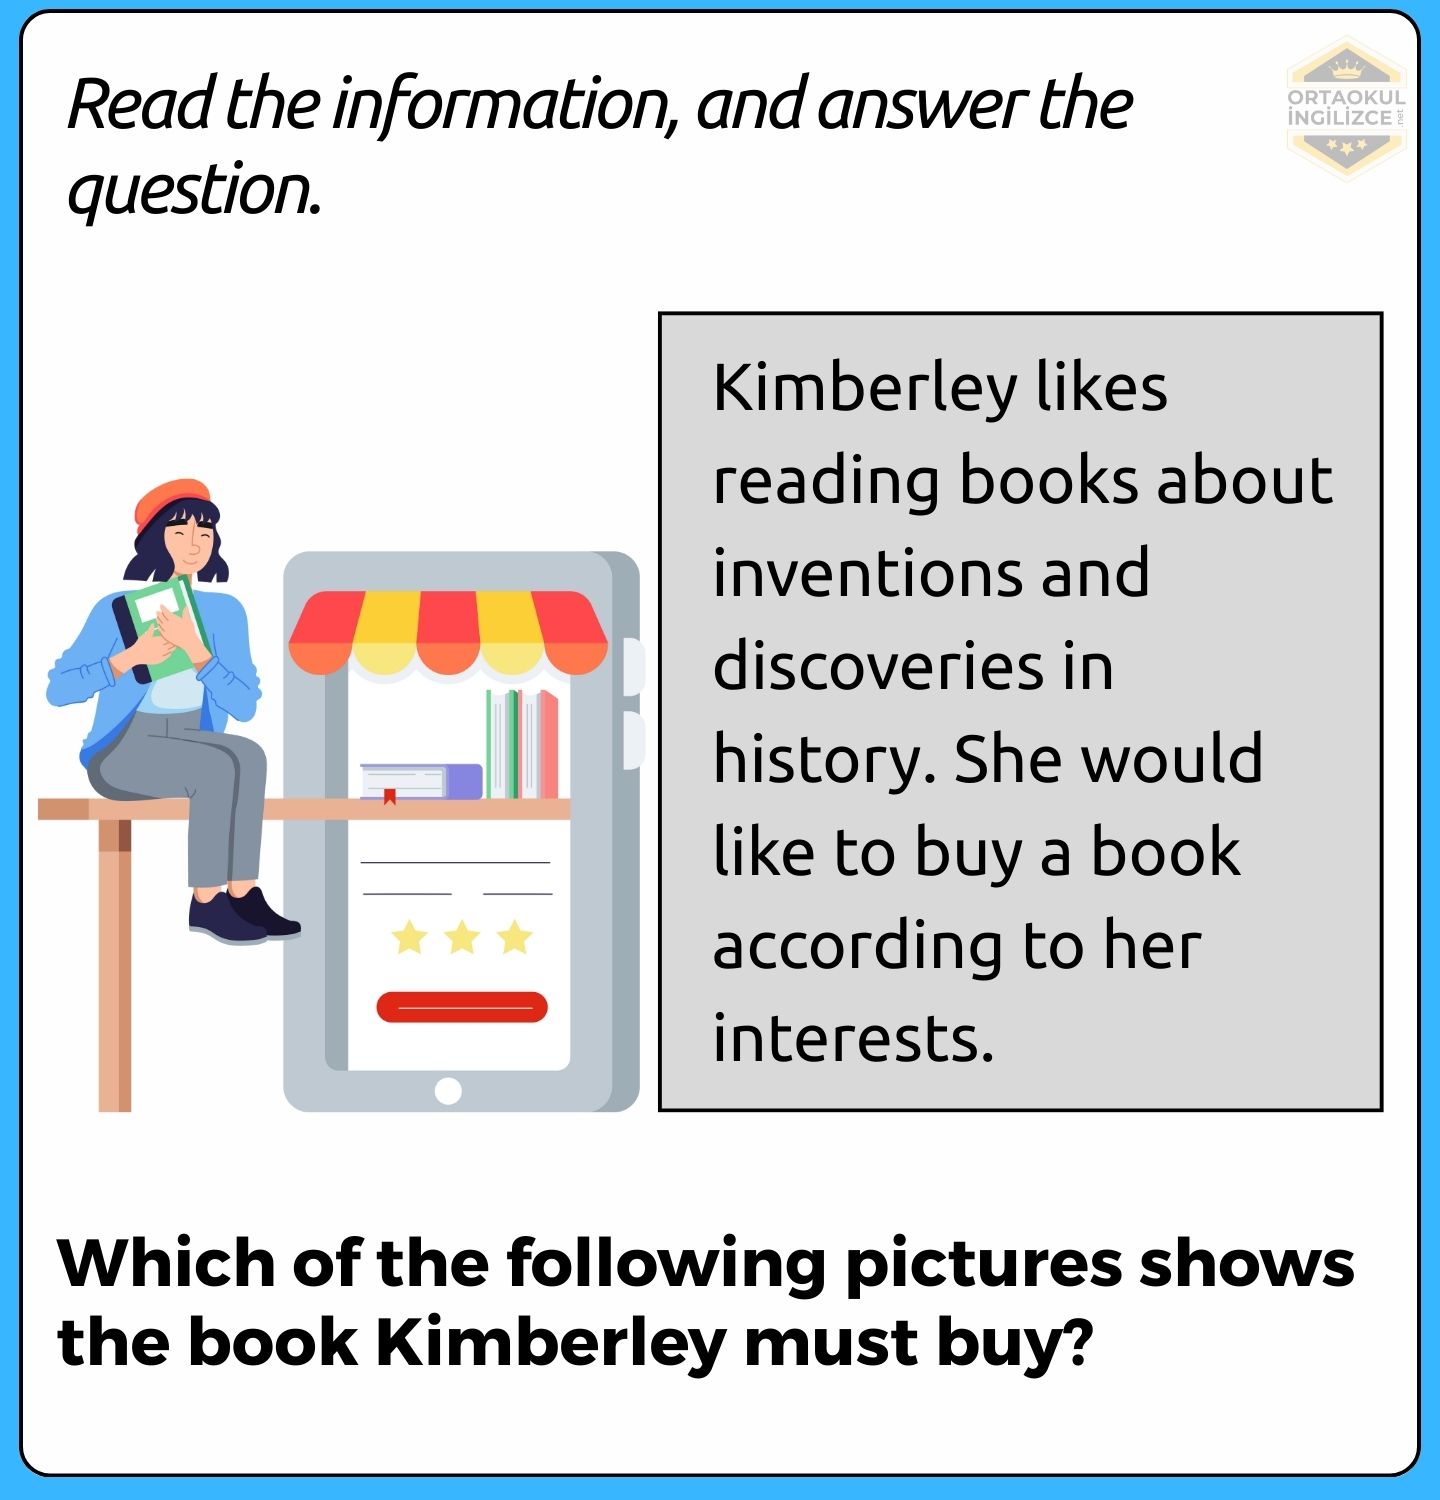 Read the information, and answer the
question.
ORTAOKUL
İNGİLİZCE
.net
Kimberley likes
reading books about
inventions and
discoveries in
history. She would
like to buy a book
according to her
interests.
Which of the following pictures shows
the book Kimberley must buy?